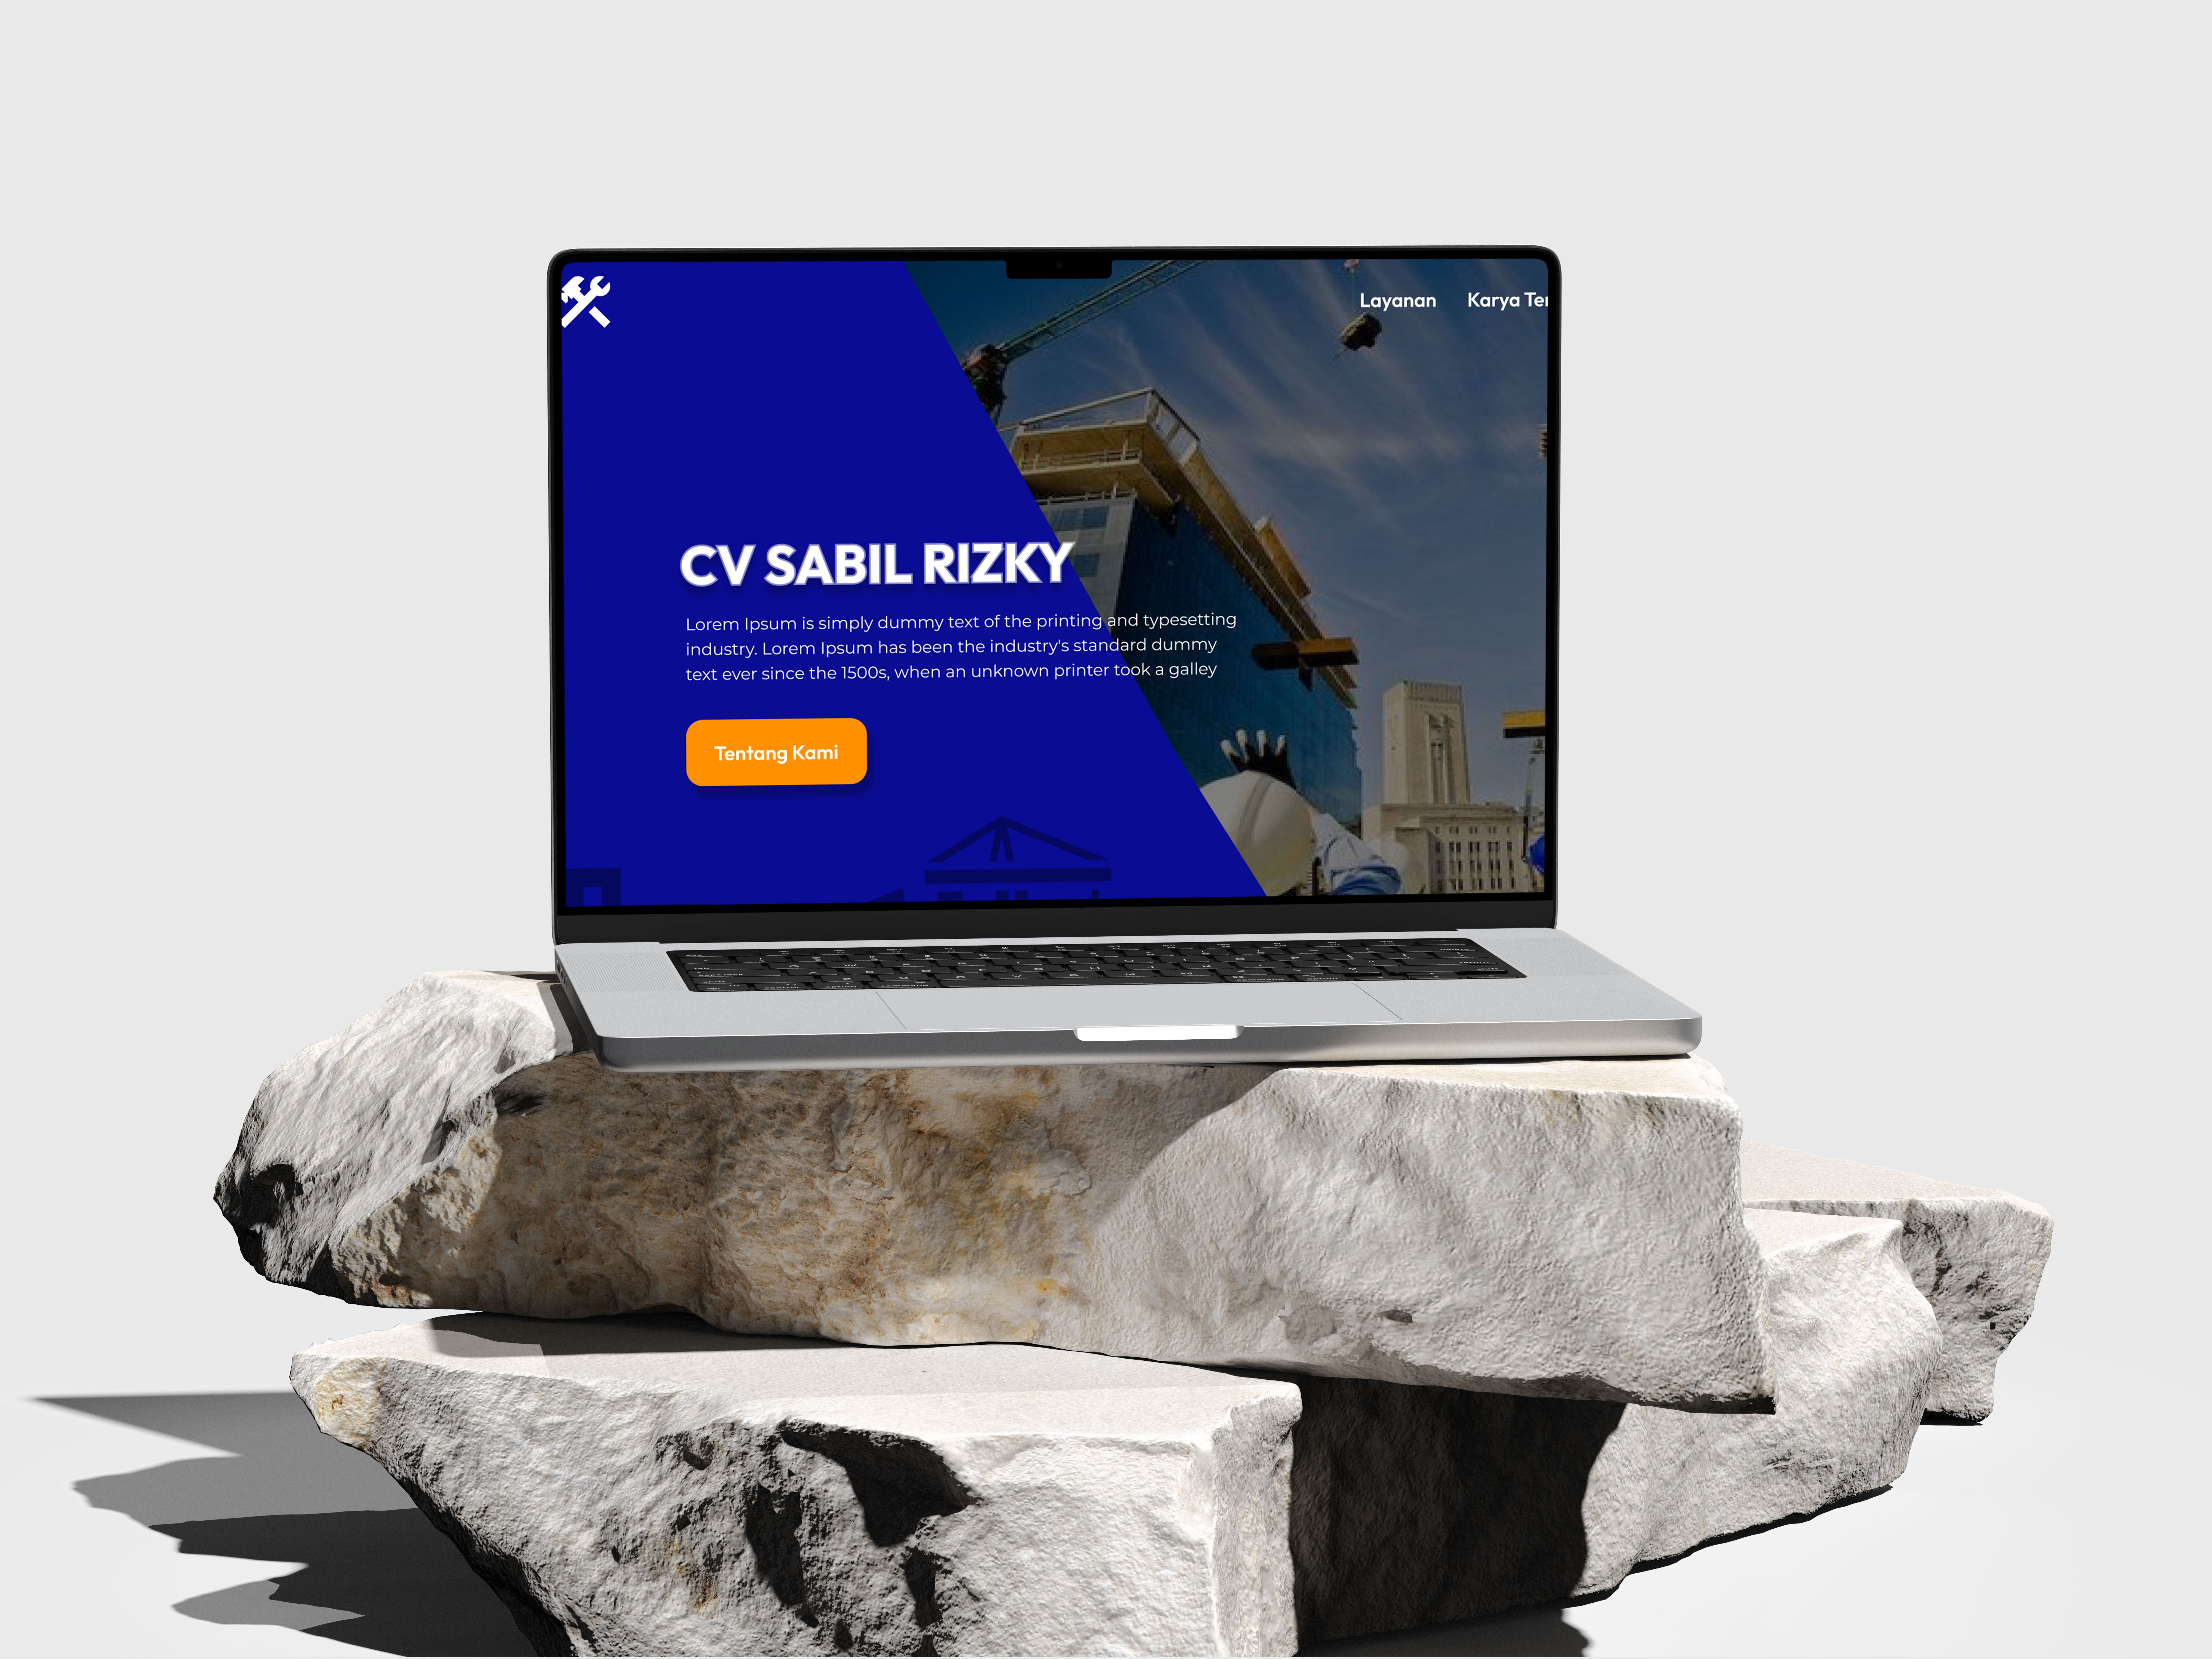 Layanan Karya Ter
CV SABIL RIZKY
Lorem Ipsum is simply dummy text of the printing and typesetting
industry. Lorem Ipsum has been the industry's standard dummy
text ever since the 1500s, when an unknown printer took a galley
Tentang Kami